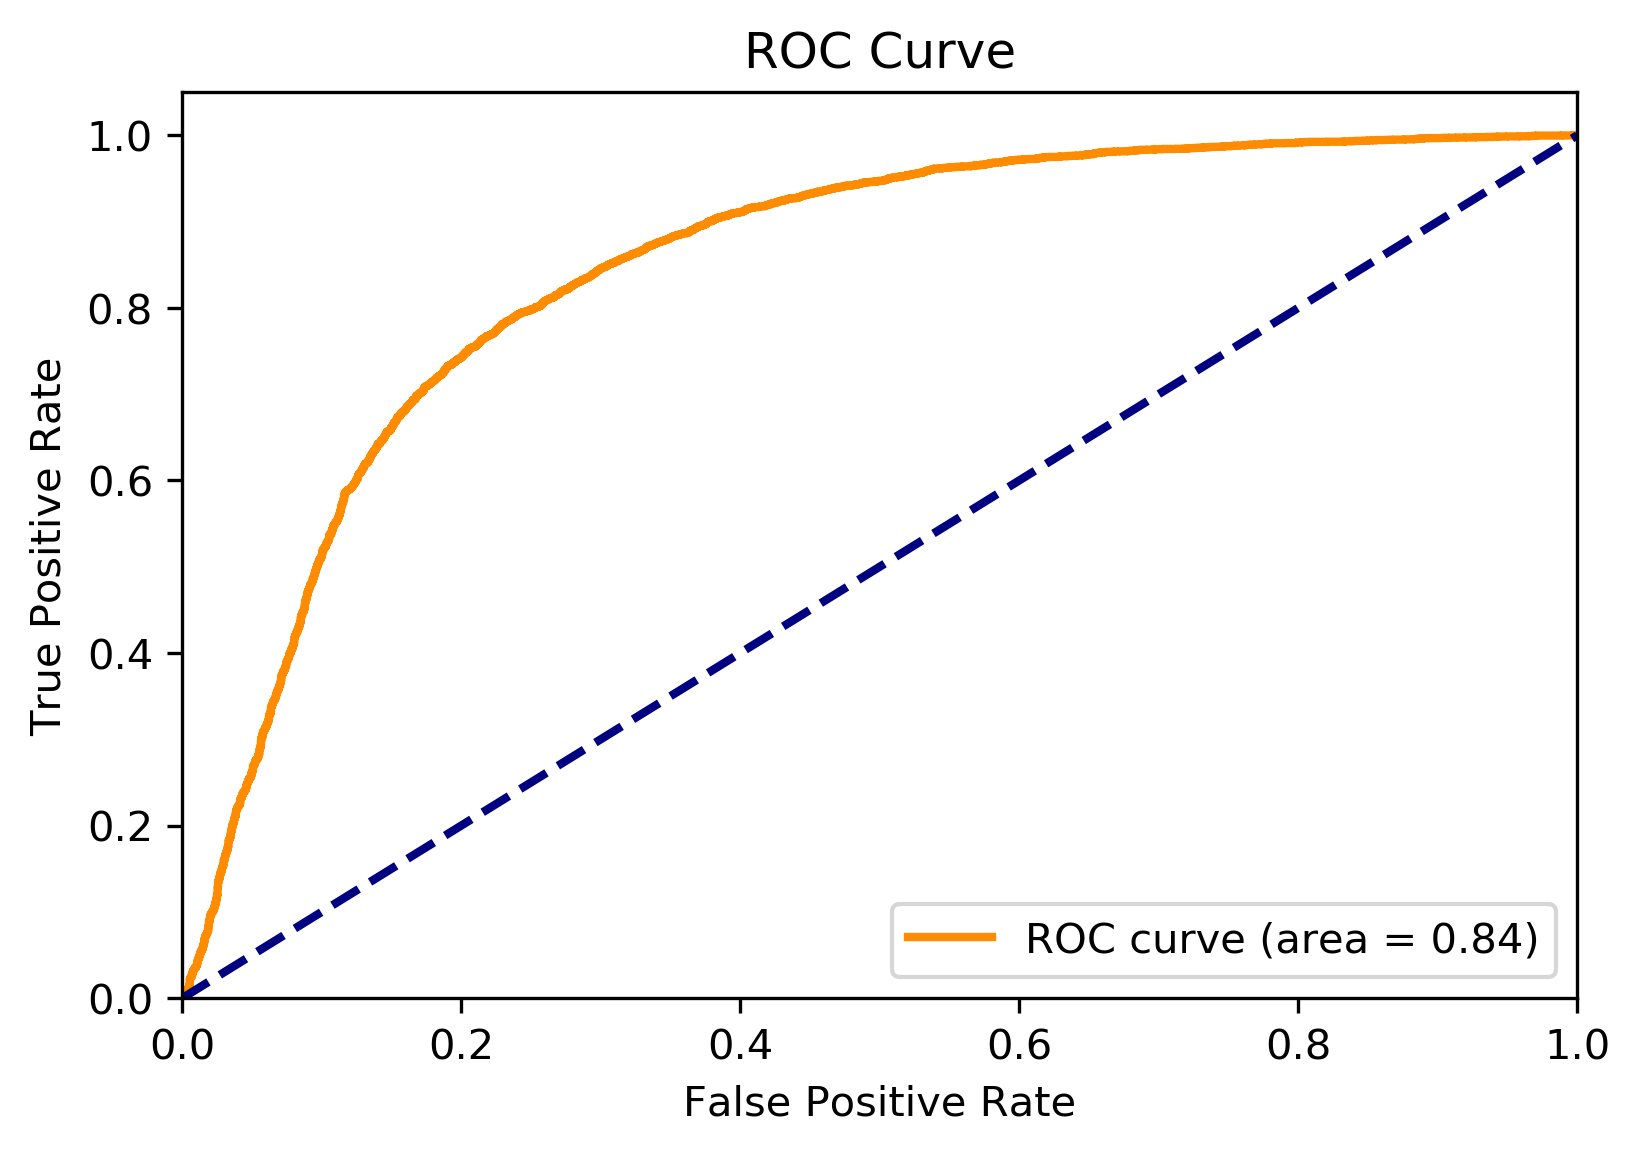 ROC Curve
1.0
0.8
0.6
0.4
0.2
0.0
True Positive Rate
ROC curve (area = 0.84)
0.0 0.2 0.4 0.6 0.8 1.0
False Positive Rate